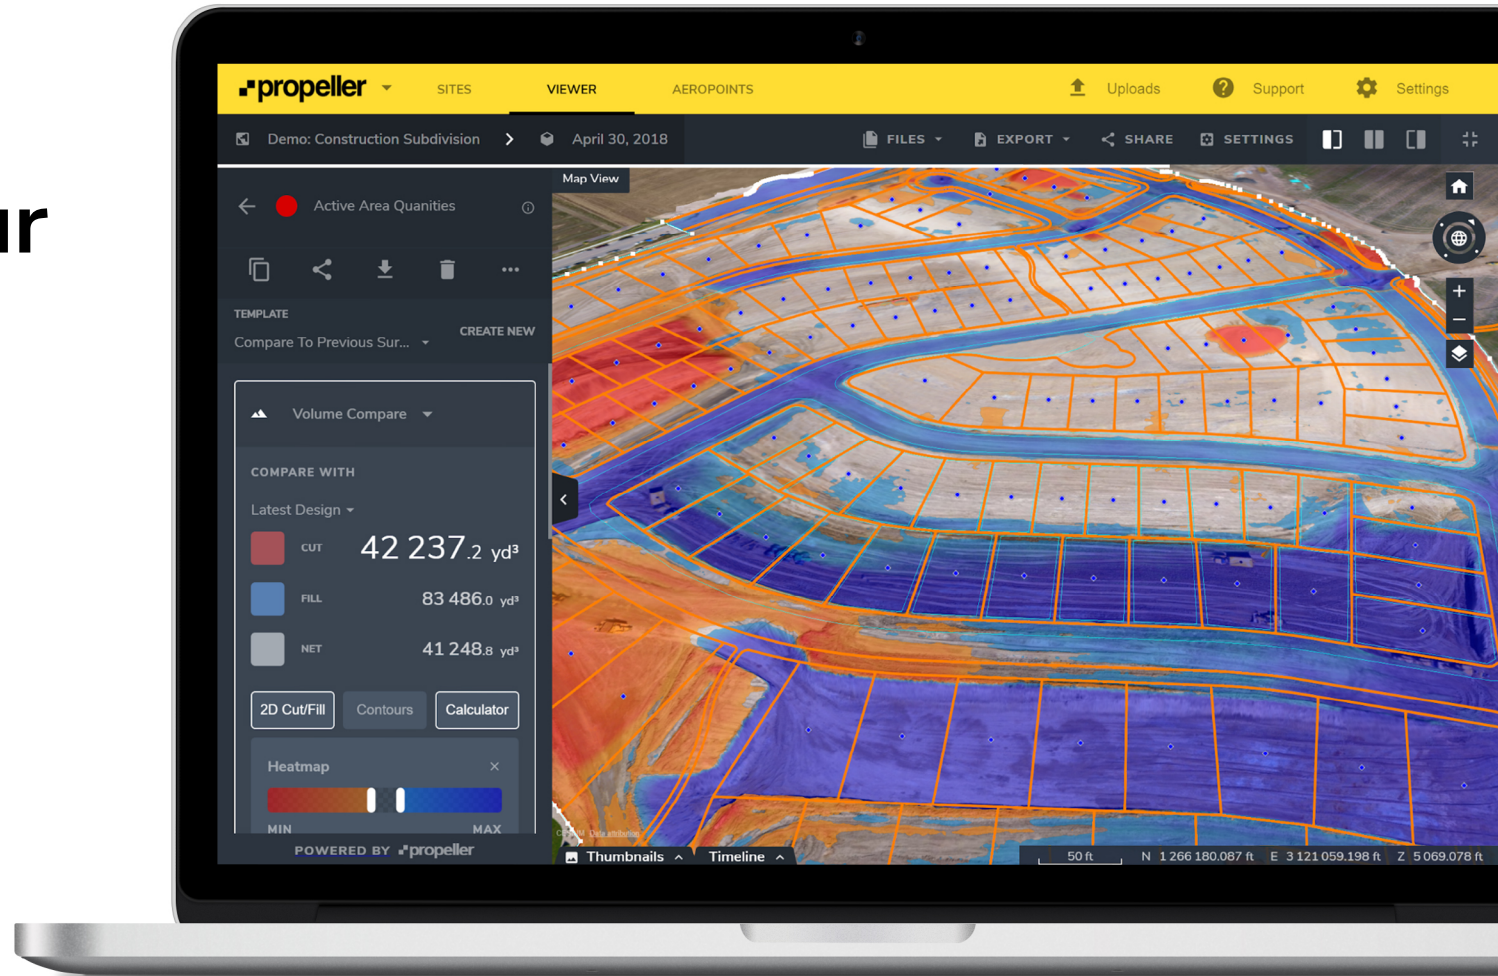 ur
propeller SITES VIEWER AEROPOINTS Uploads ? Support Settings
Demo: Construction Subdivision April 30, 2018 FILES EXPORT SHARE SETTINGS
Map View
Active Area Quanities
TEMPLATE
Compare To Previous Sur... CREATE NEW
Volume Compare
COMPARE WITH
Latest Design
CUT 42 237.2 yd³
FILL 83 486.0 yd³
NET 41 248.8 yd³
2D Cut/Fill Contours Calculator
Heatmap
MIN MAX
POWERED BY propeller
Data attribution
Thumbnails Timeline 50 ft N 1 266 180.087 ft E 3 121 059.198 ft Z 5 069.078 ft